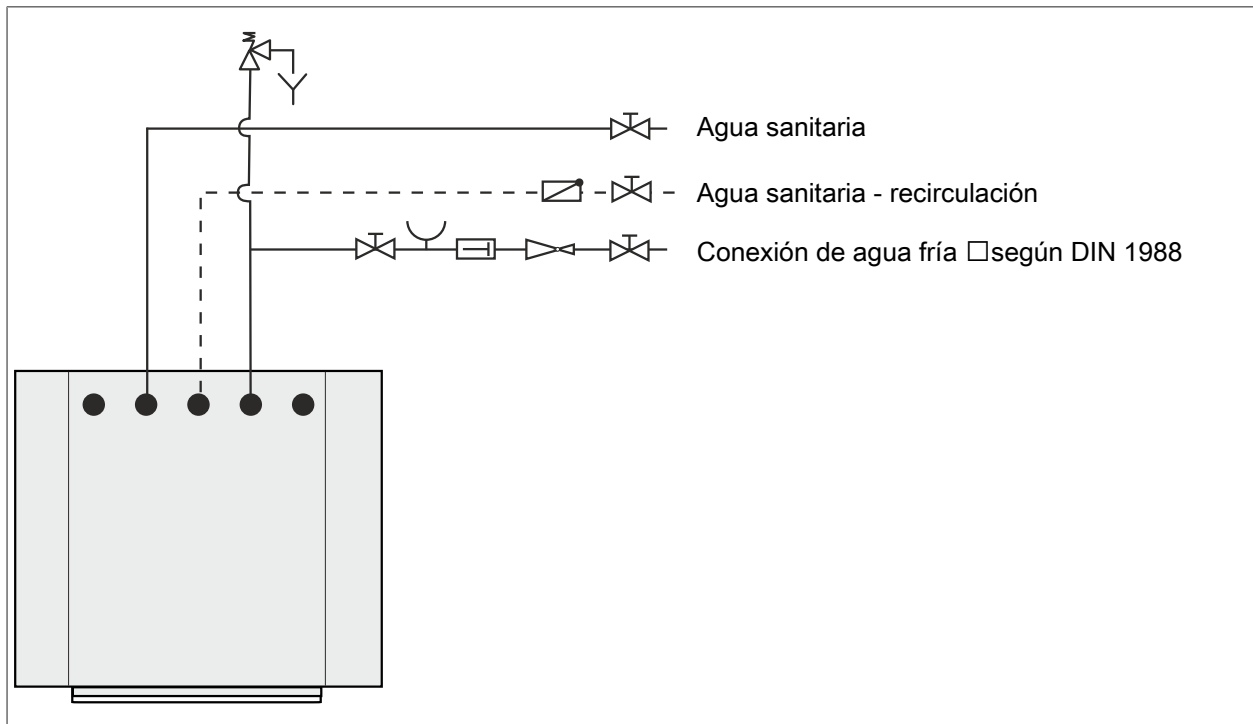 Agua sanitaria
Agua sanitaria - recirculación
Conexión de agua fría □según DIN 1988